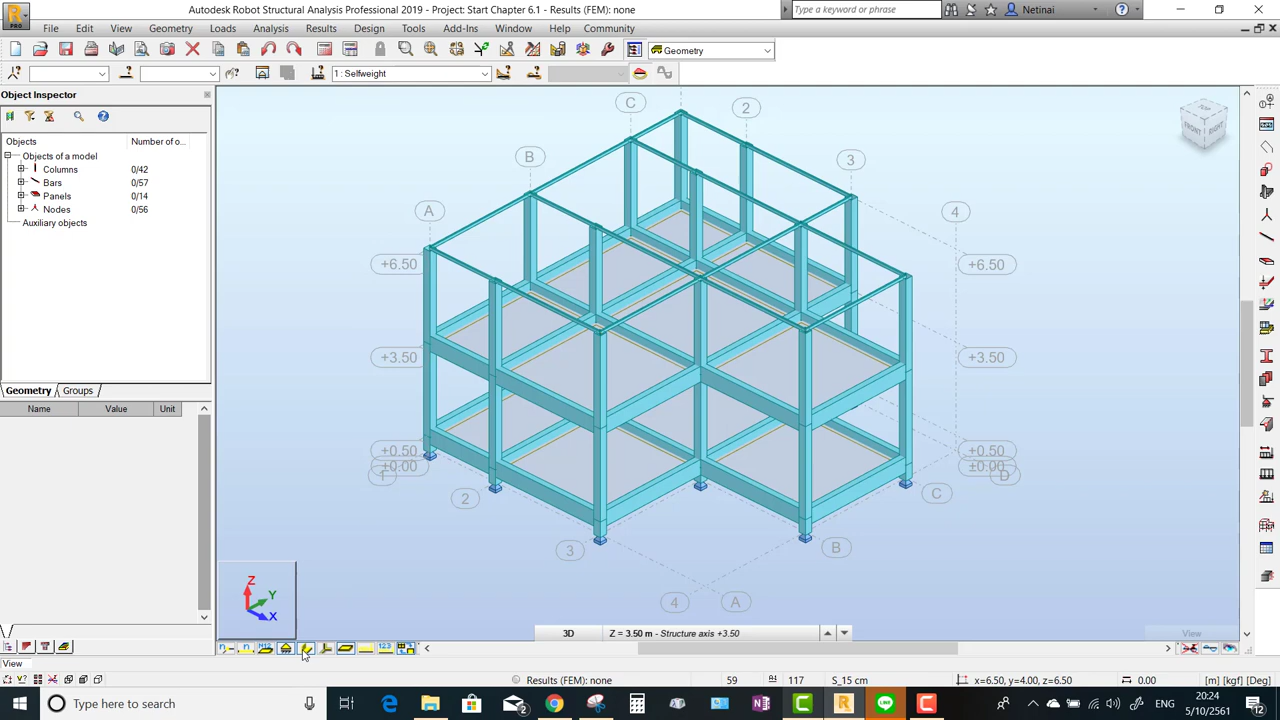 Autodesk Robot Structural Analysis Professional 2019 - Project: Start Chapter 6.1 - Results (FEM): none
Type a keyword or phrase
Netinai
PRO
File Edit View Geometry Loads Analysis Results Design Tools Add-Ins Window Help Community
Geometry
1 : Selfweight
Object Inspector
Objects Number of o...
Objects of a model
Columns 0/42
Bars 0/57
Panels 0/14
Nodes 0/56
Auxiliary objects
Geometry Groups
Name Value Unit
C 2
B 3
A 4
+6.50 +6.50
+3.50 +3.50
+0.50 +0.50
±0.00 ±0.00
1 D
2 C
3 B
4 A
TOP
FRONT RIGHT
Z
Y
X
3D Z = 3.50 m - Structure axis +3.50
View
View
Results (FEM): none 59 117 S_15 cm x=6.50, y=4.00, z=6.50 0.00 [m] [kgf] [Deg]
Type here to search
ENG
20:24
5/10/2561